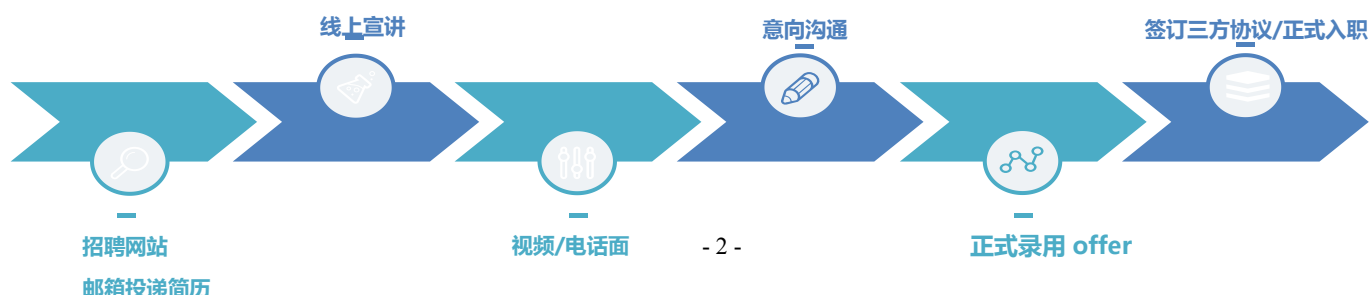 线上宣讲
意向沟通
签订三方协议/正式入职
招聘网站
邮箱投递简历
视频/电话面
- 2 -
正式录用 offer